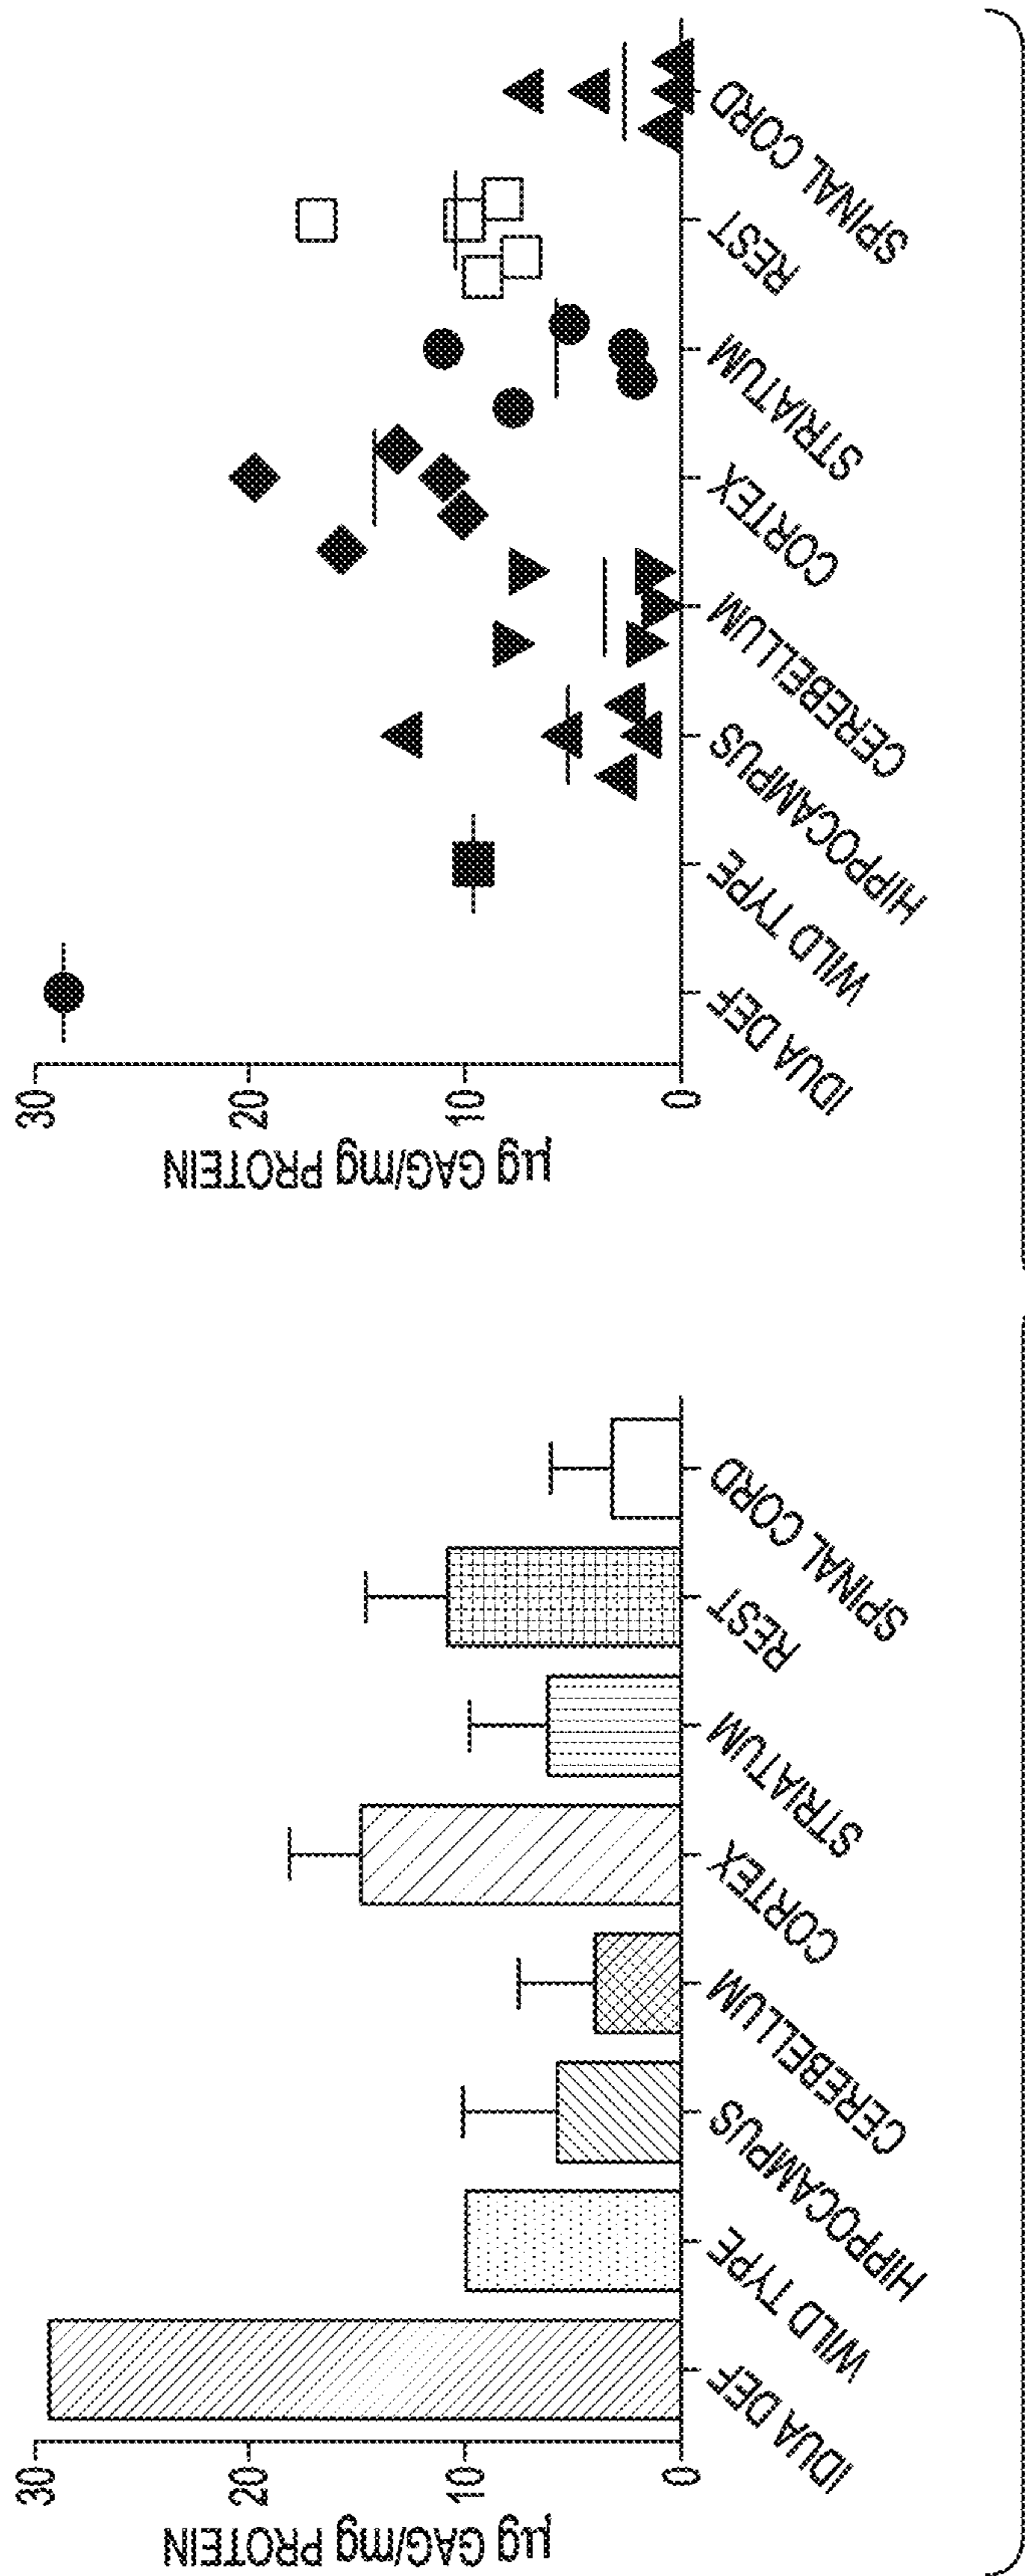 µg GAG/mg PROTEIN
30
20
10
0
IDUA DEF
WILD TYPE
HIPPOCAMPUS
CEREBELLUM
CORTEX
STRIATUM
REST
SPINAL CORD
µg GAG/mg PROTEIN
30
20
10
0
IDUA DEF
WILD TYPE
HIPPOCAMPUS
CEREBELLUM
CORTEX
STRIATUM
REST
SPINAL CORD